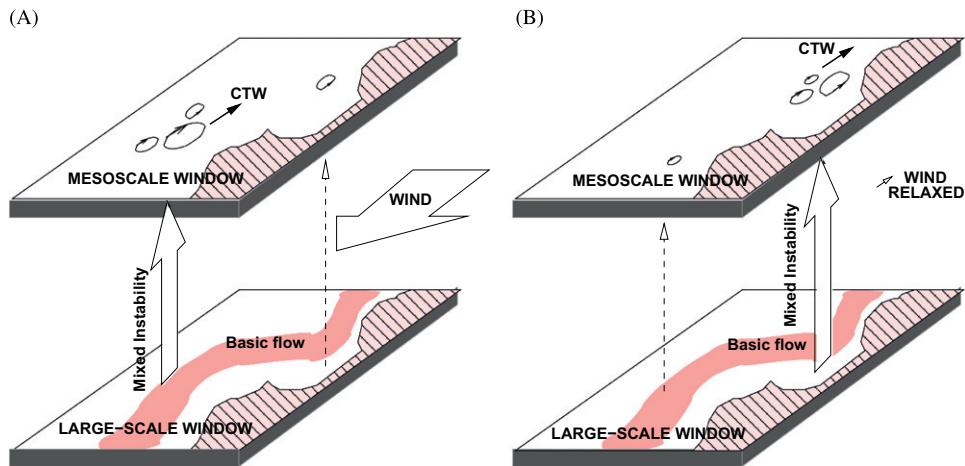 (A)
CTW
MESOSCALE WINDOW
WIND
Mixed Instability
Basic flow
LARGE−SCALE WINDOW
(B)
CTW
MESOSCALE WINDOW
WIND
RELAXED
Mixed Instability
Basic flow
LARGE−SCALE WINDOW